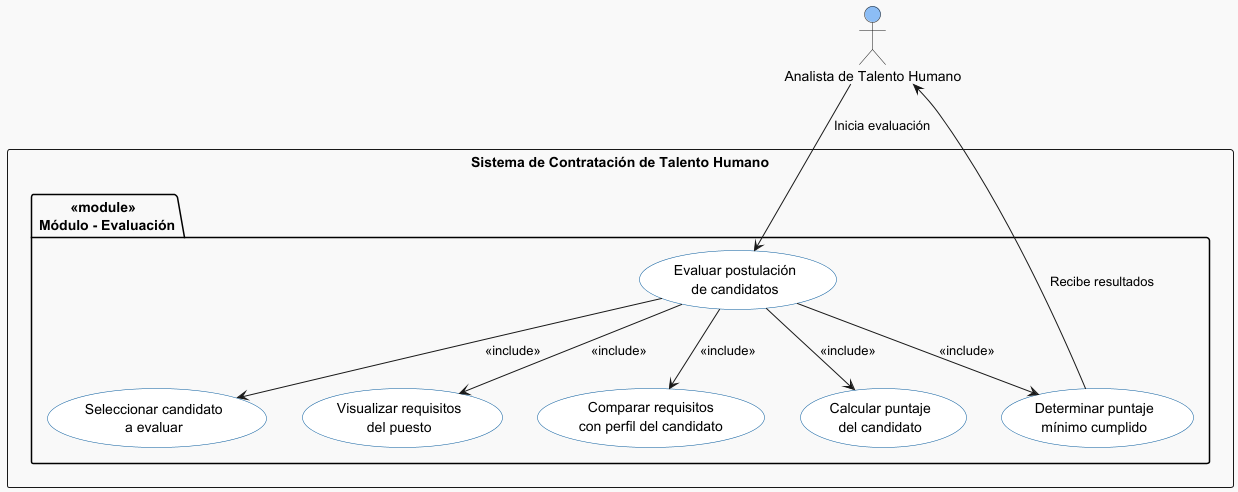 Analista de Talento Humano
Inicia evaluación
Sistema de Contratación de Talento Humano
«module»
Módulo - Evaluación
Evaluar postulación
de candidatos
Recibe resultados
«include»
«include»
«include»
«include»
«include»
Seleccionar candidato
a evaluar
Visualizar requisitos
del puesto
Comparar requisitos
con perfil del candidato
Calcular puntaje
del candidato
Determinar puntaje
mínimo cumplido